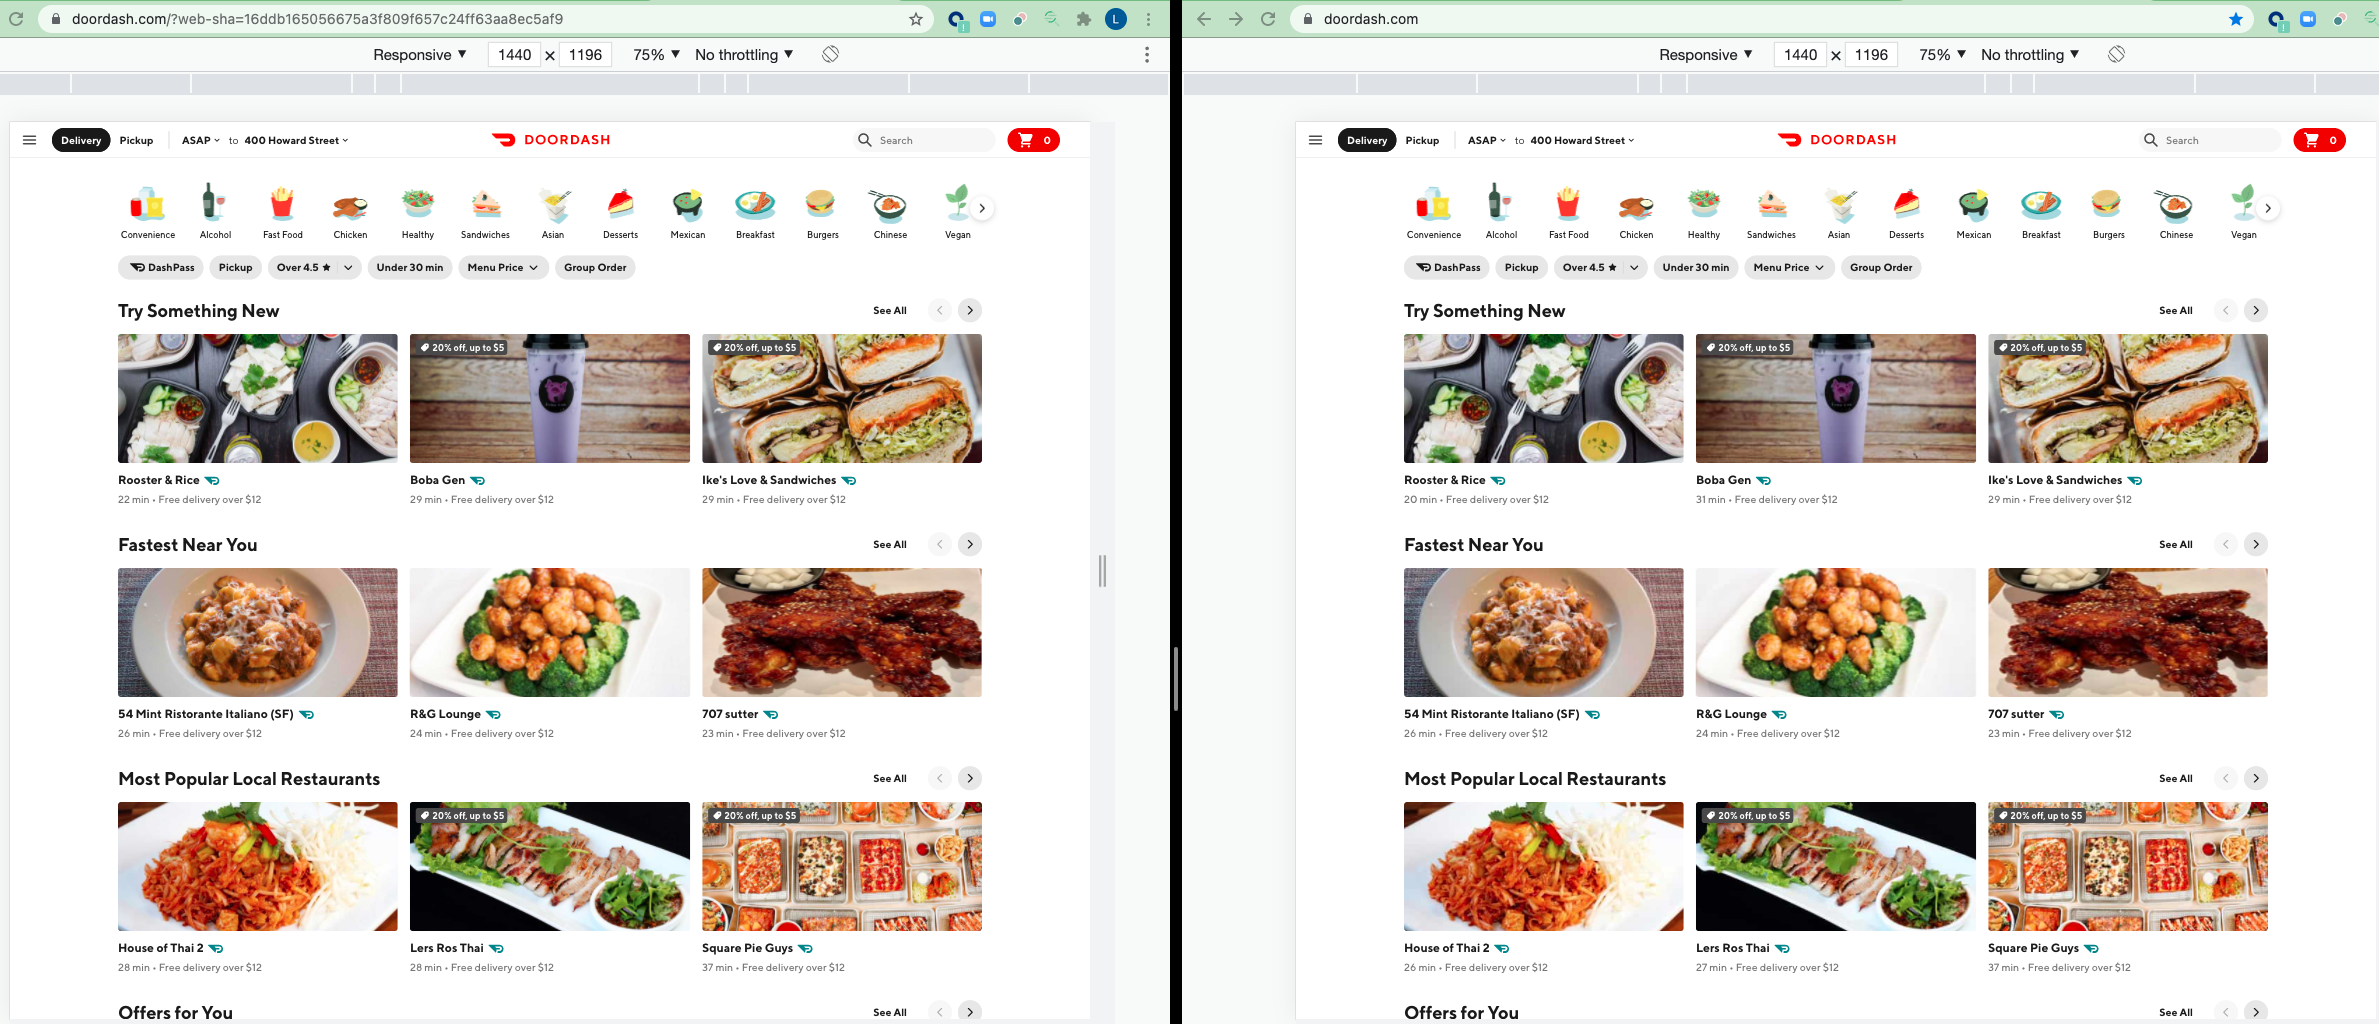 doordash.com/?web-sha=16ddb165056675a3f809f657c24ff63aa8ec5af9
L
Responsive ▼ 1440 × 1196 75% ▼ No throttling ▼
Delivery Pickup ASAP to 400 Howard Street DOORDASH Search 0
Convenience Alcohol Fast Food Chicken Healthy Sandwiches Asian Desserts Mexican Breakfast Burgers Chinese Vegan
DashPass Pickup Over 4.5 ★ Under 30 min Menu Price Group Order
Try Something New See All
20% off, up to $5 20% off, up to $5
Rooster & Rice Boba Gen Ike's Love & Sandwiches
22 min • Free delivery over $12 29 min • Free delivery over $12 29 min • Free delivery over $12
Fastest Near You See All
54 Mint Ristorante Italiano (SF) R&G Lounge 707 sutter
26 min • Free delivery over $12 24 min • Free delivery over $12 23 min • Free delivery over $12
Most Popular Local Restaurants See All
20% off, up to $5 20% off, up to $5
House of Thai 2 Lers Ros Thai Square Pie Guys
28 min • Free delivery over $12 28 min • Free delivery over $12 37 min • Free delivery over $12
Offers for You See All
doordash.com
Responsive ▼ 1440 × 1196 75% ▼ No throttling ▼
Delivery Pickup ASAP to 400 Howard Street DOORDASH Search 0
Convenience Alcohol Fast Food Chicken Healthy Sandwiches Asian Desserts Mexican Breakfast Burgers Chinese Vegan
DashPass Pickup Over 4.5 ★ Under 30 min Menu Price Group Order
Try Something New See All
20% off, up to $5 20% off, up to $5
Rooster & Rice Boba Gen Ike's Love & Sandwiches
20 min • Free delivery over $12 31 min • Free delivery over $12 29 min • Free delivery over $12
Fastest Near You See All
54 Mint Ristorante Italiano (SF) R&G Lounge 707 sutter
26 min • Free delivery over $12 24 min • Free delivery over $12 23 min • Free delivery over $12
Most Popular Local Restaurants See All
20% off, up to $5 20% off, up to $5
House of Thai 2 Lers Ros Thai Square Pie Guys
26 min • Free delivery over $12 27 min • Free delivery over $12 37 min • Free delivery over $12
Offers for You See All